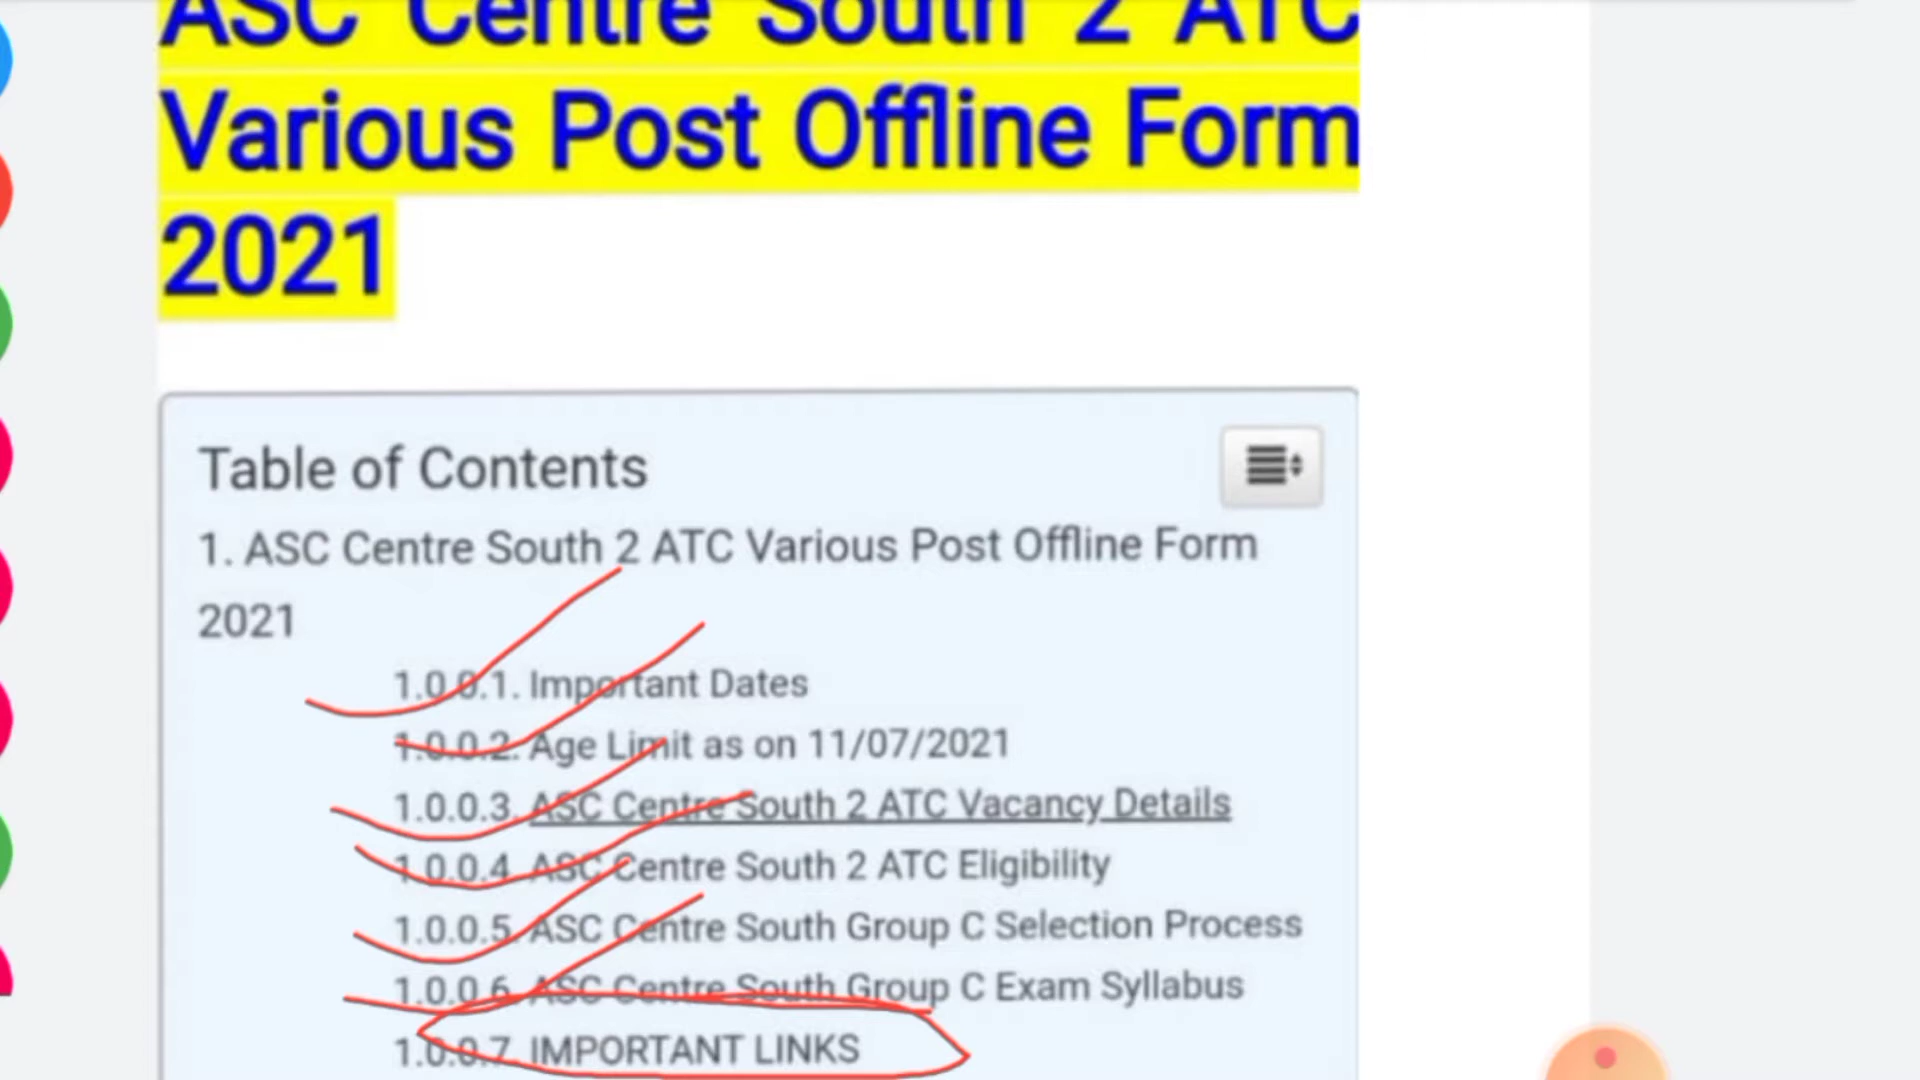 ASC Centre South 2 ATC
Various Post Offline Form
2021
Table of Contents
1. ASC Centre South 2 ATC Various Post Offline Form
2021
1.0.0.1. Important Dates
1.0.0.2. Age Limit as on 11/07/2021
1.0.0.3. ASC Centre South 2 ATC Vacancy Details
1.0.0.4. ASC Centre South 2 ATC Eligibility
1.0.0.5. ASC Centre South Group C Selection Process
1.0.0.6. ASC Centre South Group C Exam Syllabus
1.0.0.7. IMPORTANT LINKS